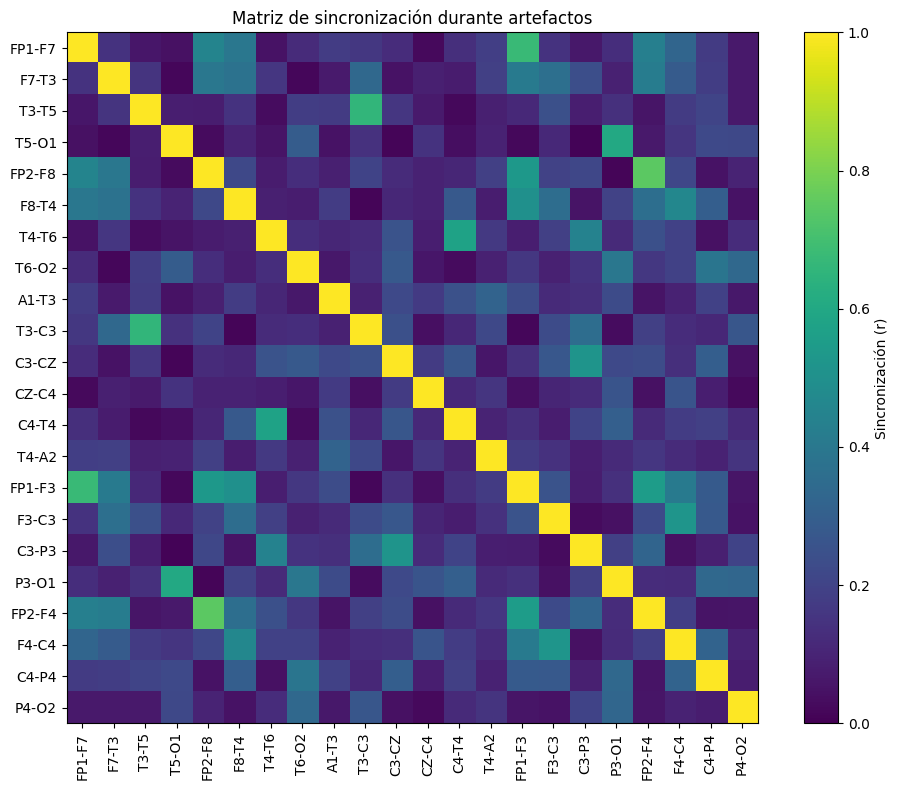 Matriz de sincronización durante artefactos
FP1-F7
F7-T3
T3-T5
T5-O1
FP2-F8
F8-T4
T4-T6
T6-O2
A1-T3
T3-C3
C3-CZ
CZ-C4
C4-T4
T4-A2
FP1-F3
F3-C3
C3-P3
P3-O1
FP2-F4
F4-C4
C4-P4
P4-O2
FP1-F7
F7-T3
T3-T5
T5-O1
FP2-F8
F8-T4
T4-T6
T6-O2
A1-T3
T3-C3
C3-CZ
CZ-C4
C4-T4
T4-A2
FP1-F3
F3-C3
C3-P3
P3-O1
FP2-F4
F4-C4
C4-P4
P4-O2
1.0
0.8
0.6
0.4
0.2
0.0
Sincronización (r)